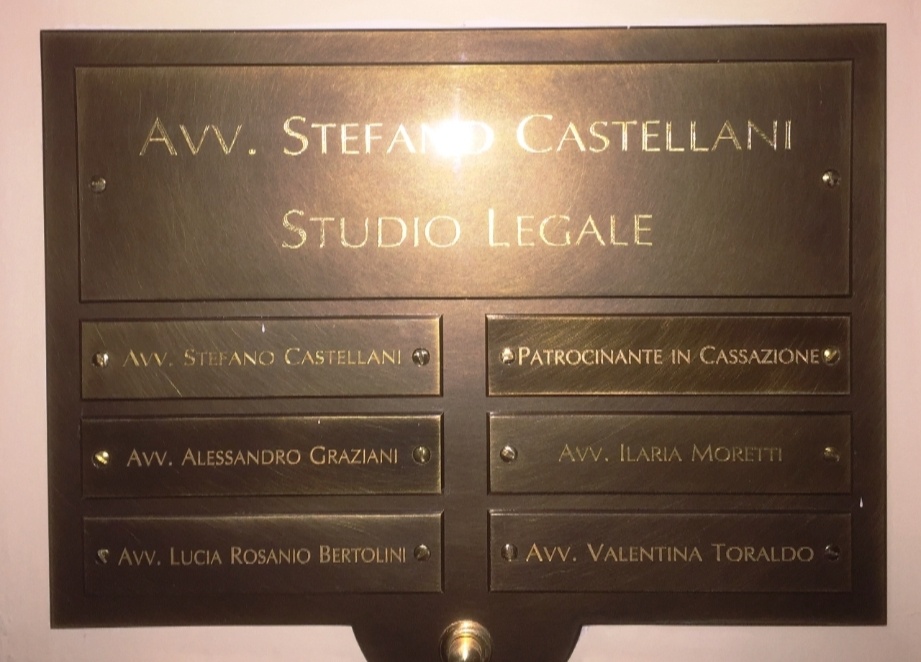 AVV. STEFANO CASTELLANI
STUDIO LEGALE
AVV. STEFANO CASTELLANI
PATROCINANTE IN CASSAZIONE
AVV. ALESSANDRO GRAZIANI
AVV. ILARIA MORETTI
AVV. LUCIA ROSANIO BERTOLINI
AVV. VALENTINA TORALDO